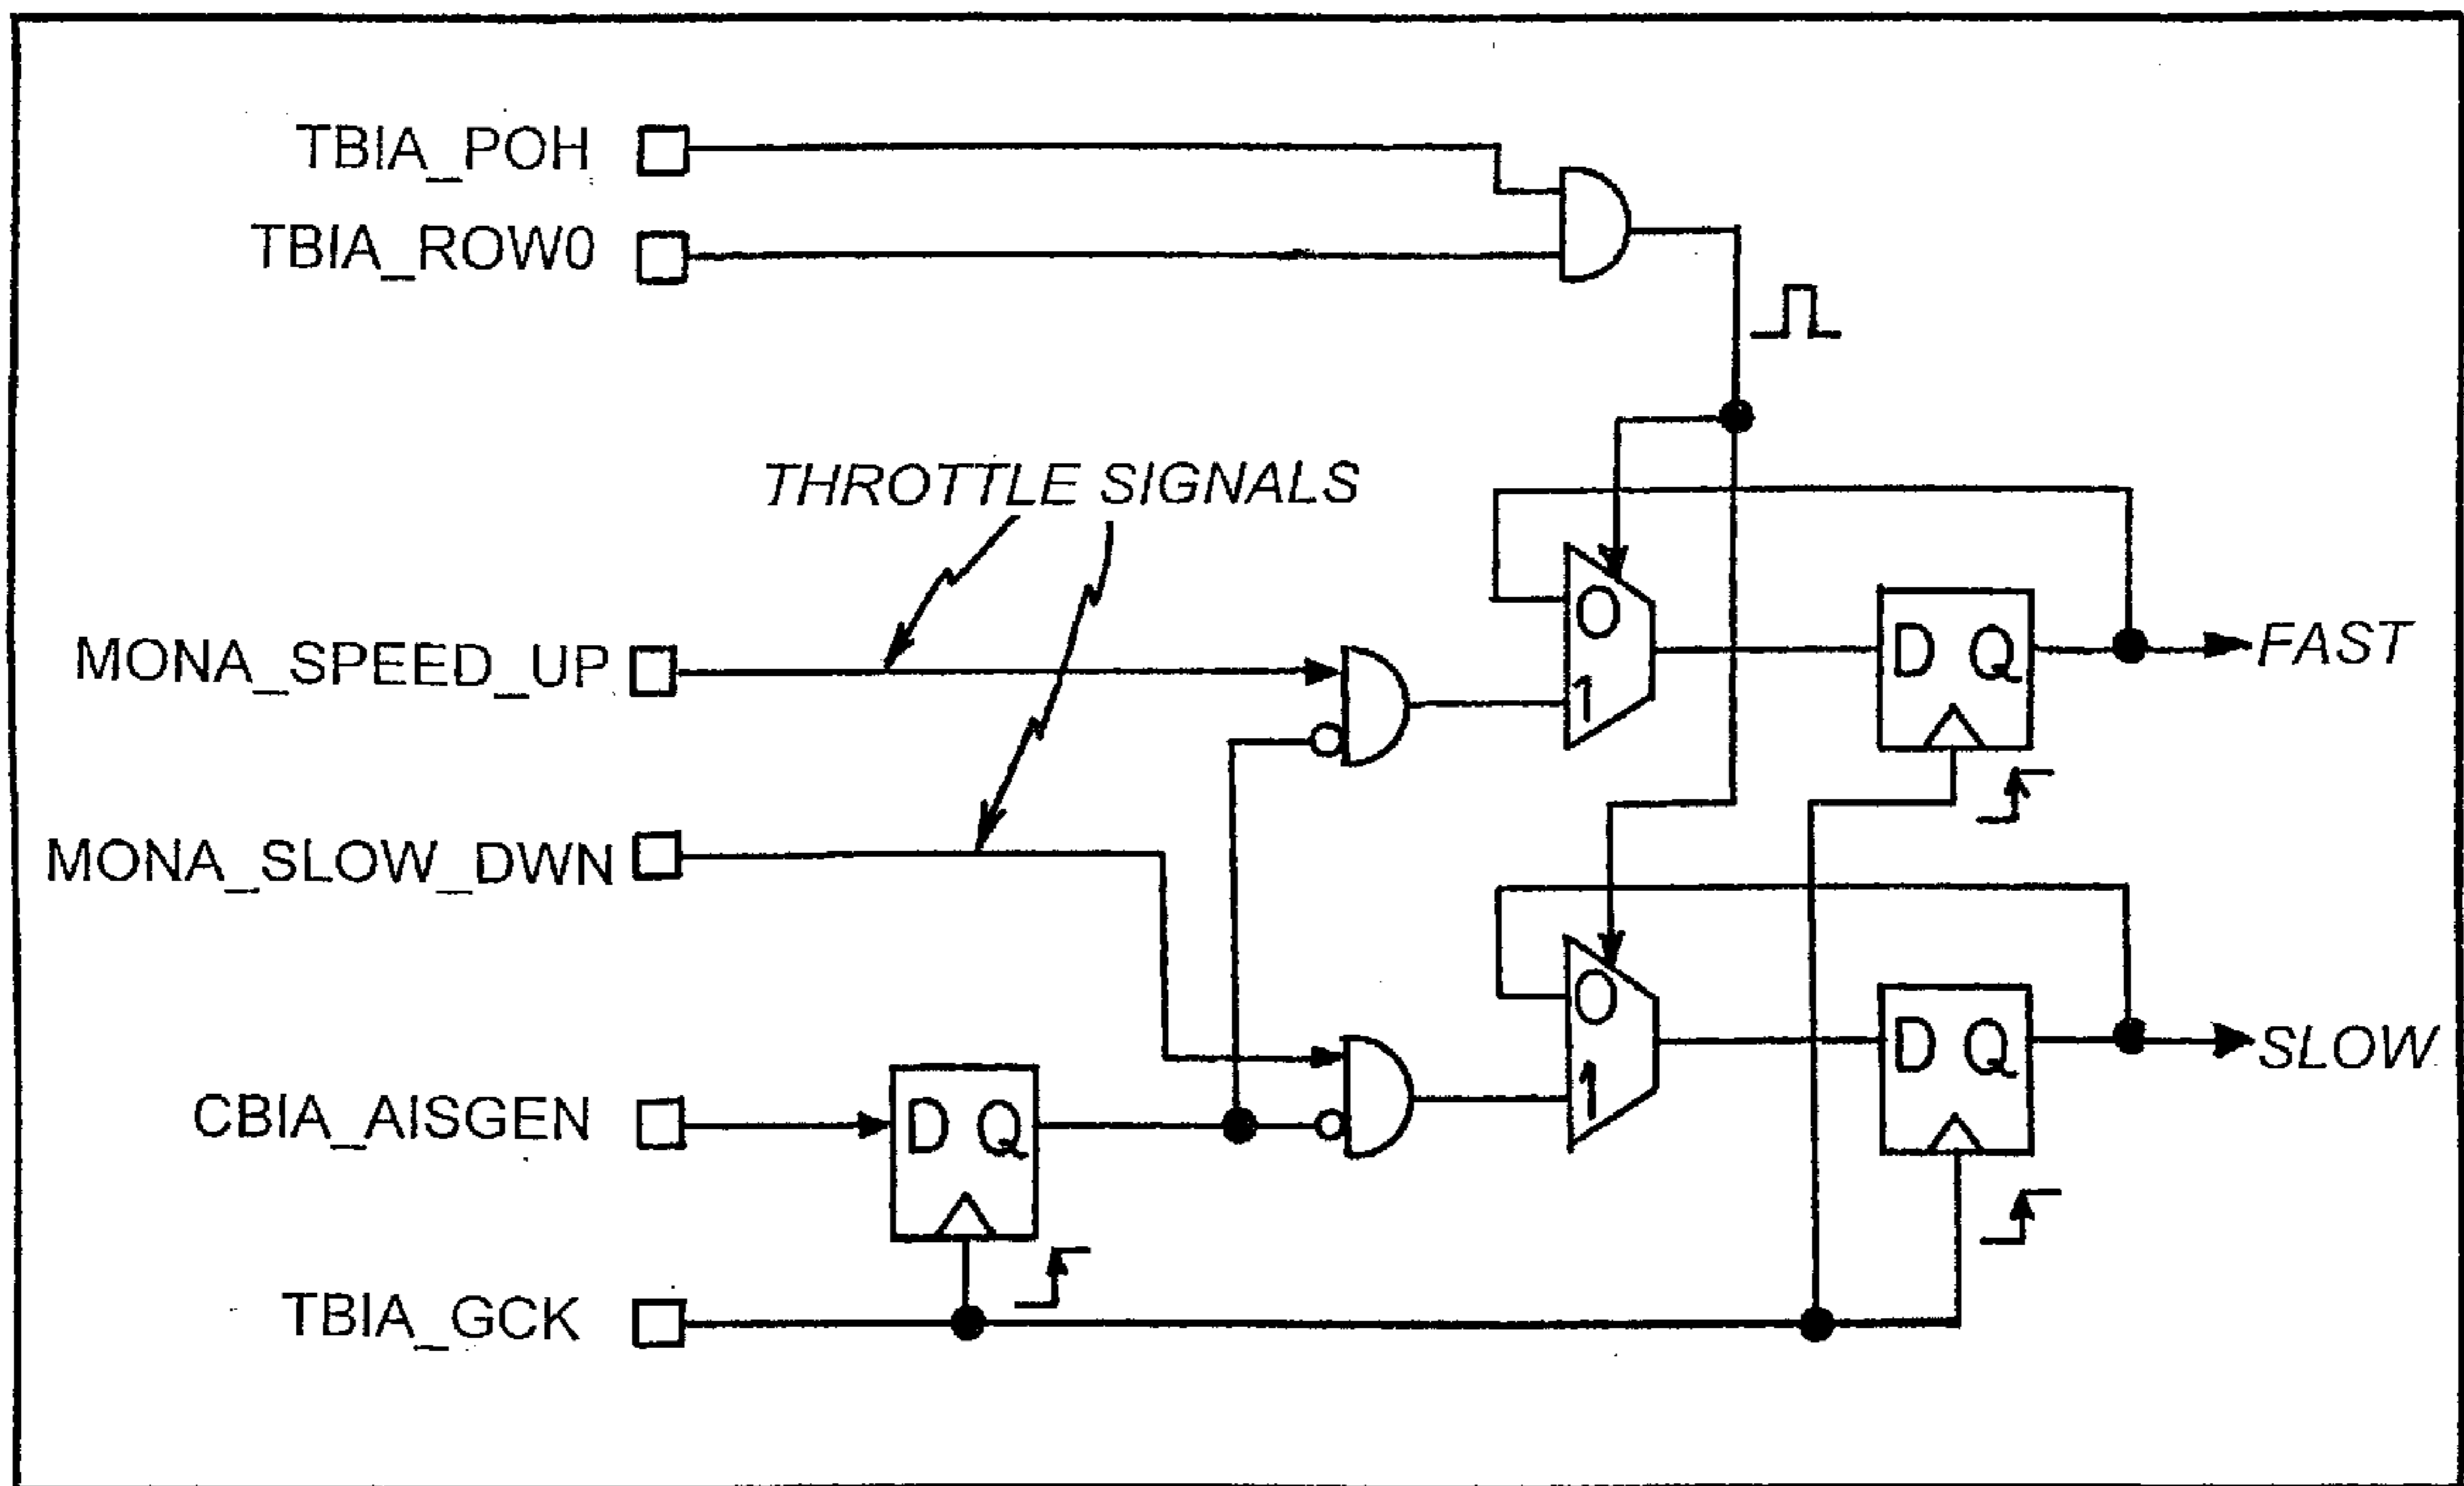 TBIA_POH
TBIA_ROW0
THROTTLE SIGNALS
0
MONA_SPEED_UP
D Q
FAST
1
MONA_SLOW_DWN
0
D Q
SLOW
1
CBIA_AISGEN
D Q
TBIA_GCK